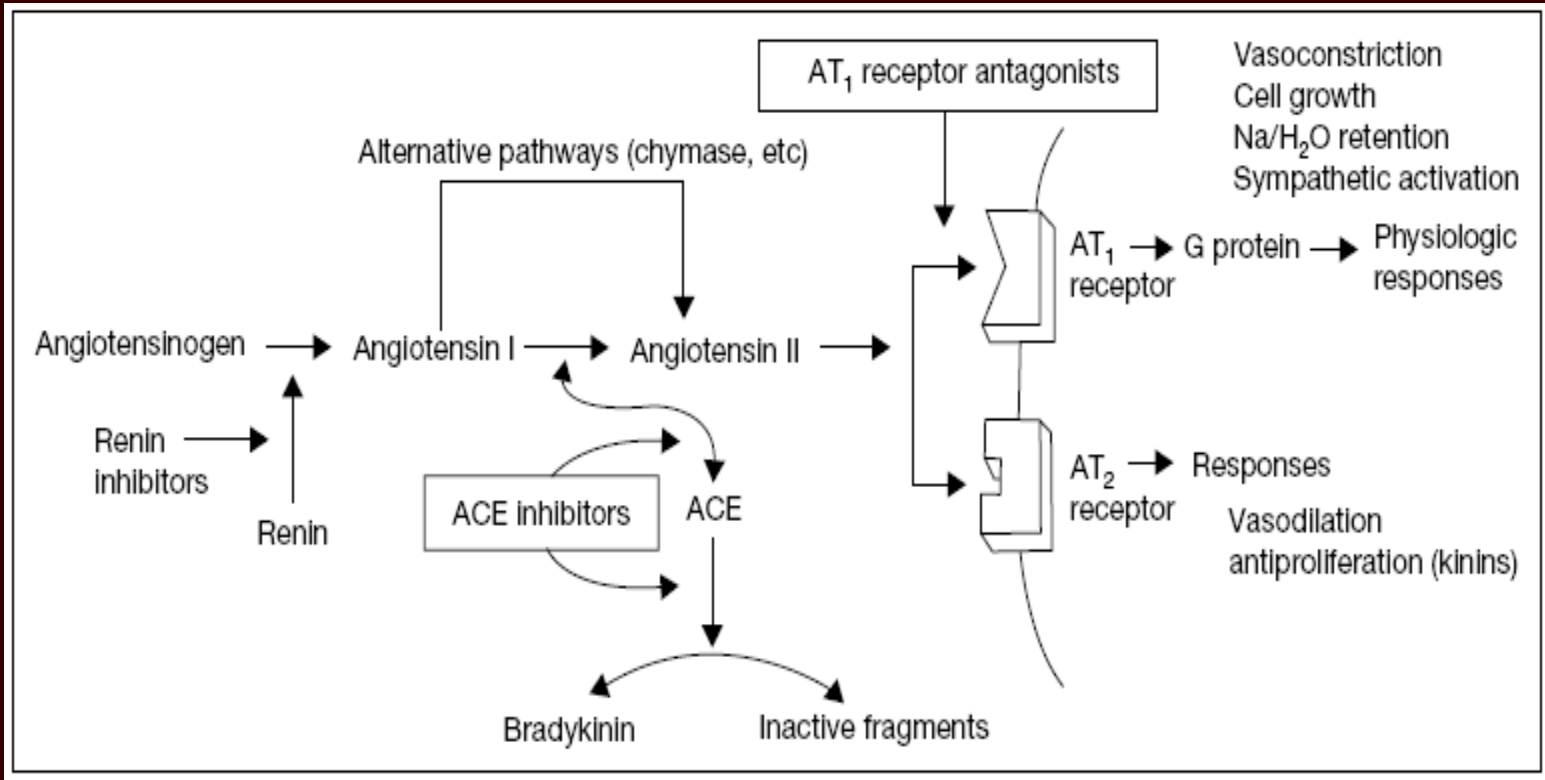 AT₁ receptor antagonists
Vasoconstriction
Cell growth
Na/H₂O retention
Sympathetic activation
Alternative pathways (chymase, etc)
AT₁
receptor
G protein
Physiologic
responses
Angiotensinogen
Angiotensin I
Angiotensin II
Renin
inhibitors
Renin
ACE inhibitors
ACE
AT₂
receptor
Responses
Vasodilation
antiproliferation (kinins)
Bradykinin
Inactive fragments